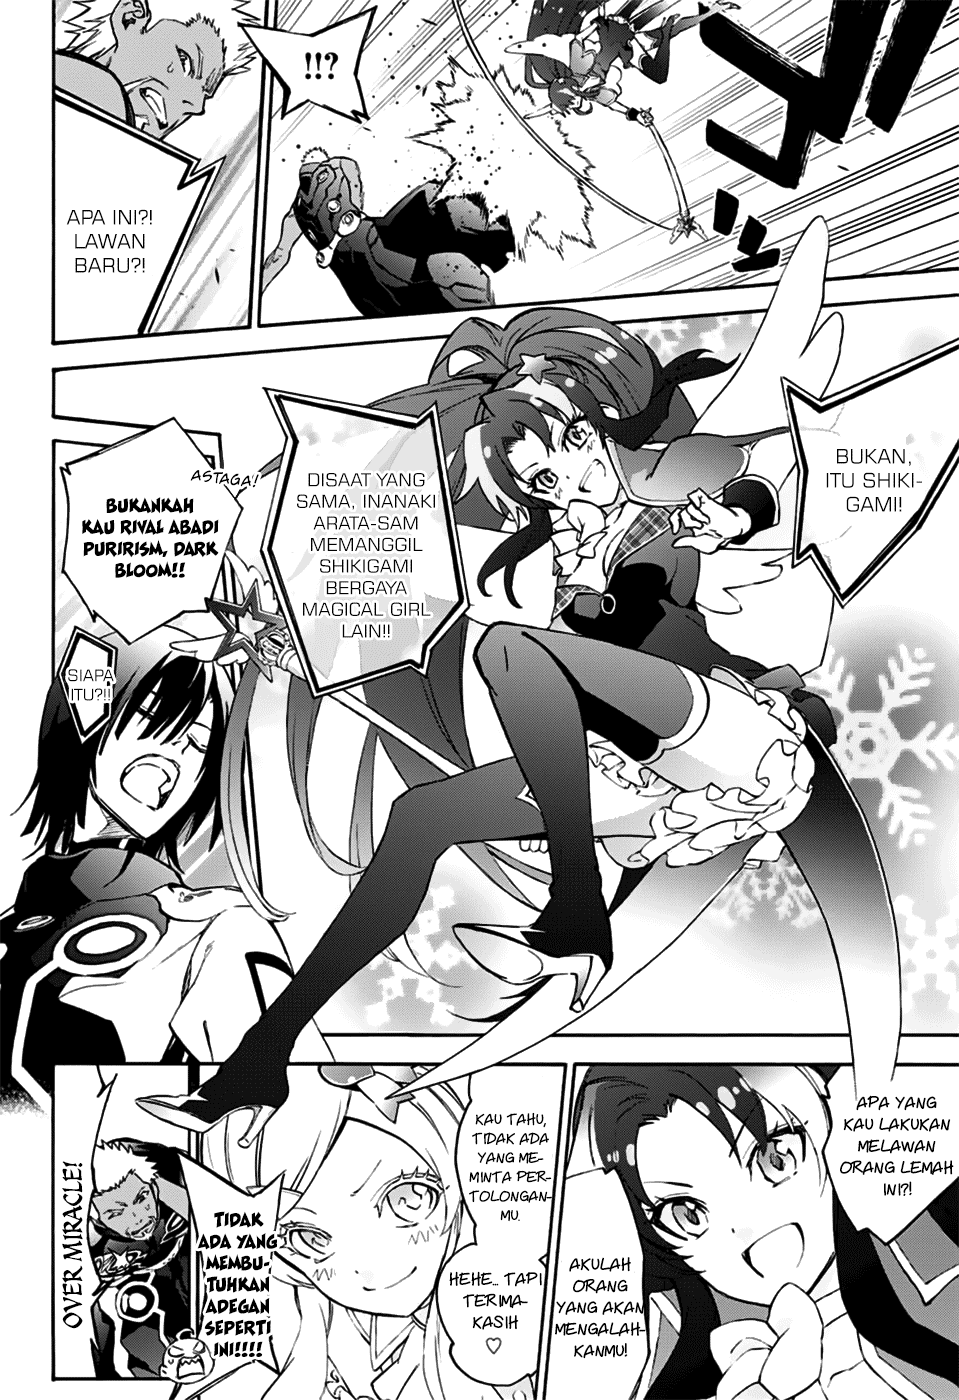 !!?
APA INI?!
LAWAN
BARU?!
BUKAN,
ITU SHIKI-
GAMI!
DISAAT YANG
SAMA, INANAKI
ARATA-SAM
MEMANGGIL
SHIKIGAMI
BERGAYA
MAGICAL GIRL
LAIN!!
ASTAGA!
BUKANKAH
KAU RIVAL ABADI
PURIRISM, DARK
BLOOM!!
SIAPA
ITU?!!
APA YANG
KAU LAKUKAN
MELAWAN
ORANG LEMAH
INI?!
AKULAH
ORANG
YANG AKAN
MENGALAH-
KANMU!
KAU TAHU,
TIDAK ADA
YANG ME-
MINTA PER-
TOLONGAN-
MU.
HEHE... TAPI
TERIMA-
KASIH
♡
TIDAK
ADA YANG
MEMBU-
TUHKAN
ADEGAN
SEPERTI
INI!!!!
OVER MIRACLE!